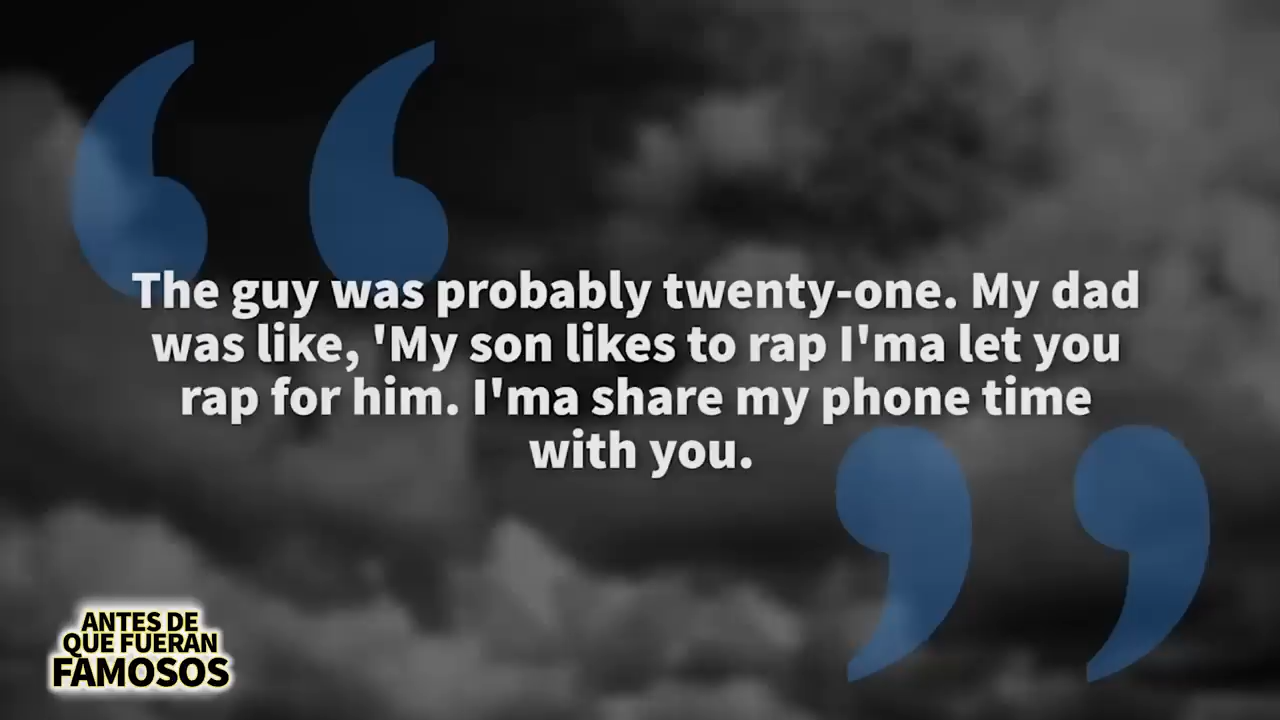 The guy was probably twenty-one. My dad
was like, 'My son likes to rap I'ma let you
rap for him. I'ma share my phone time
with you.
ANTES DE
QUE FUERAN
FAMOSOS